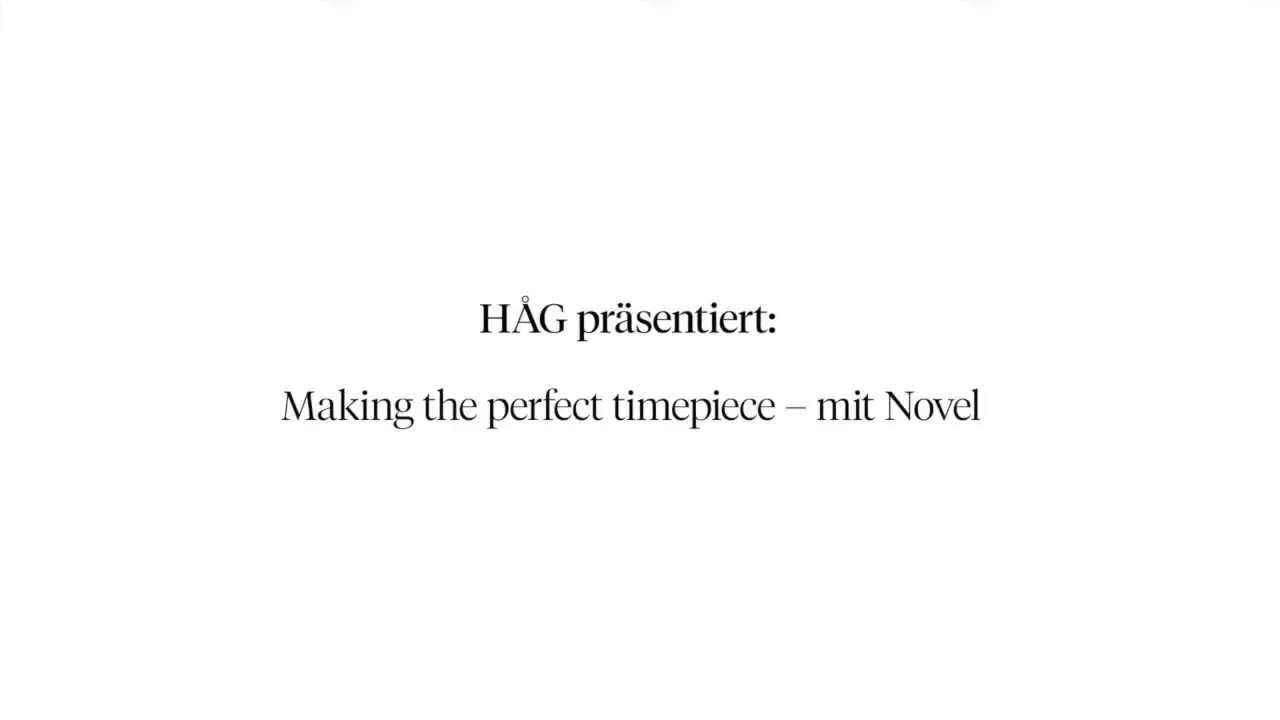 HÅG präsentiert:
Making the perfect timepiece – mit Novel